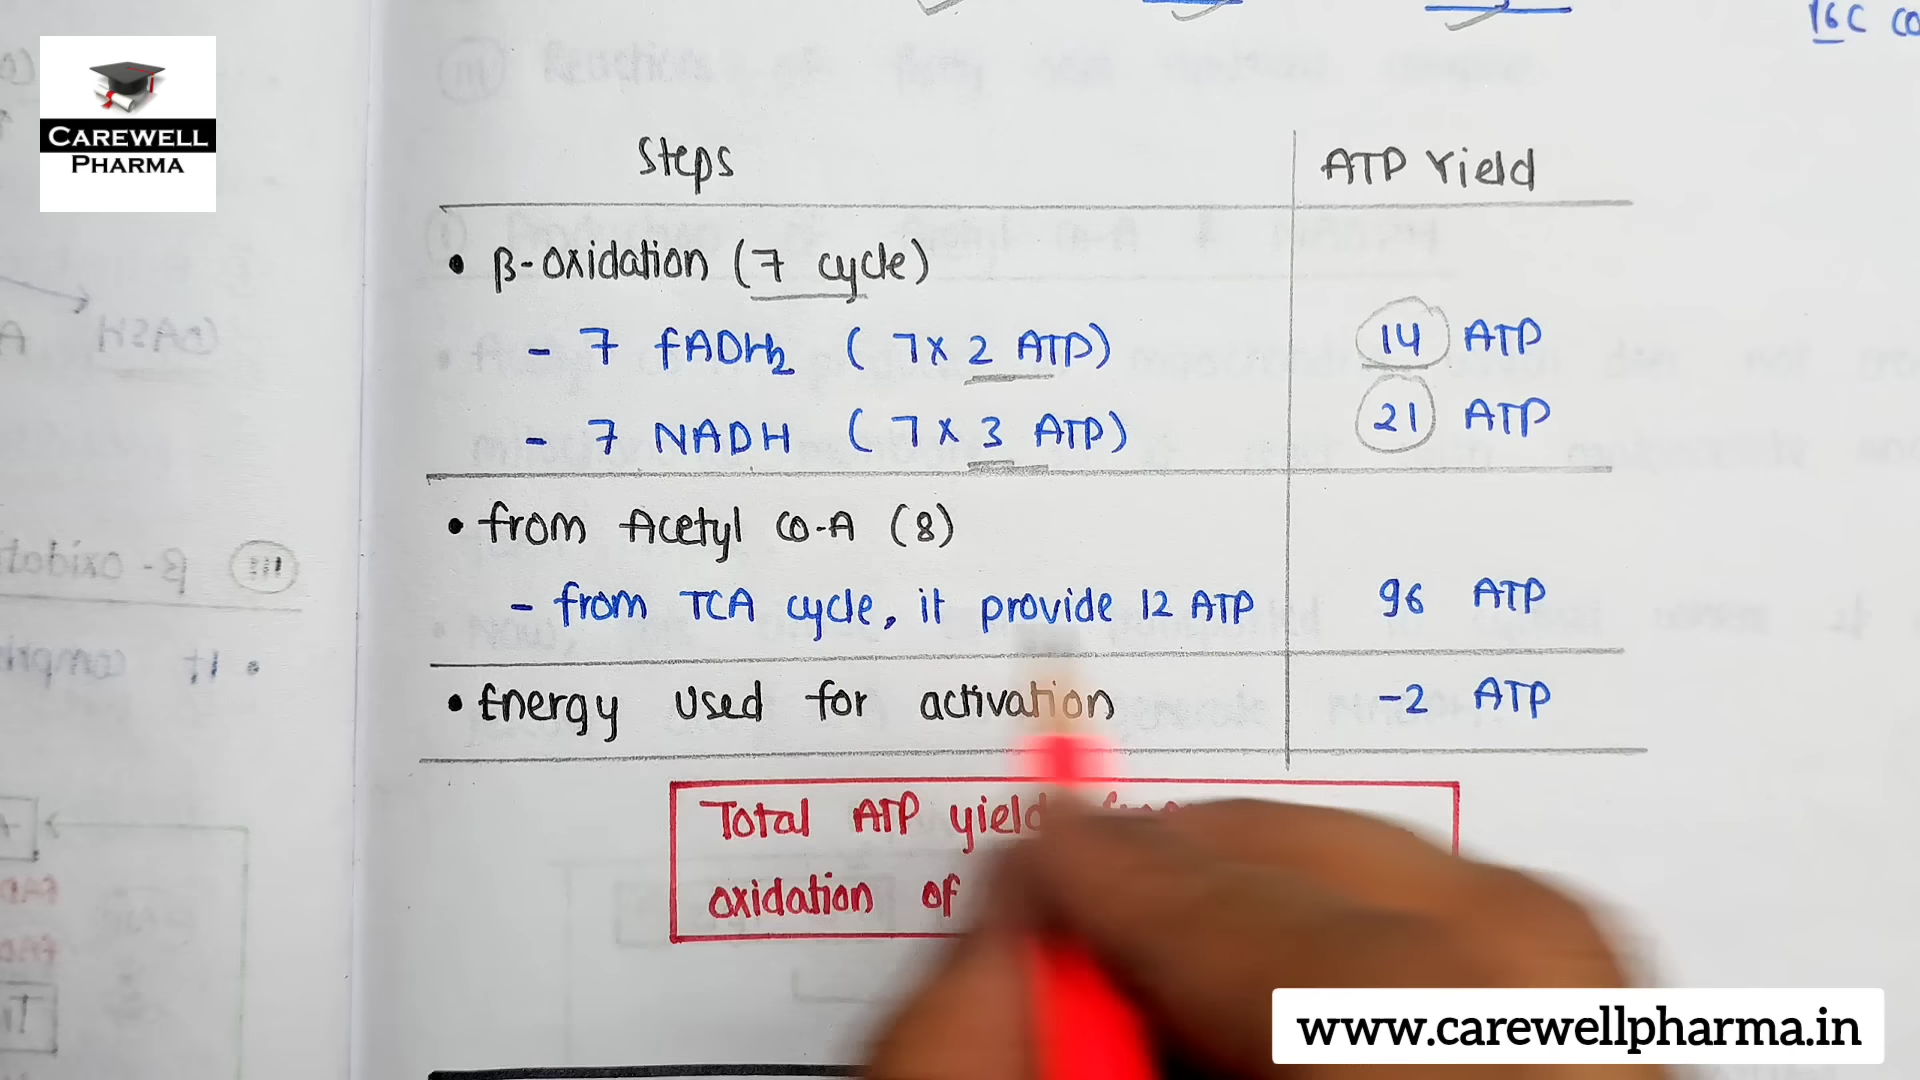 16C
CAREWELL
PHARMA
Steps ATP Yield
• β-oxidation (7 cycle)
- 7 fADH2 (7x2 ATP) 14 ATP
- 7 NADH (7x3 ATP) 21 ATP
• from Acetyl CO-A (8)
- from TCA cycle, it provide 12 ATP 96 ATP
• Energy used for activation -2 ATP
Total ATP yield
oxidation of
www.carewellpharma.in